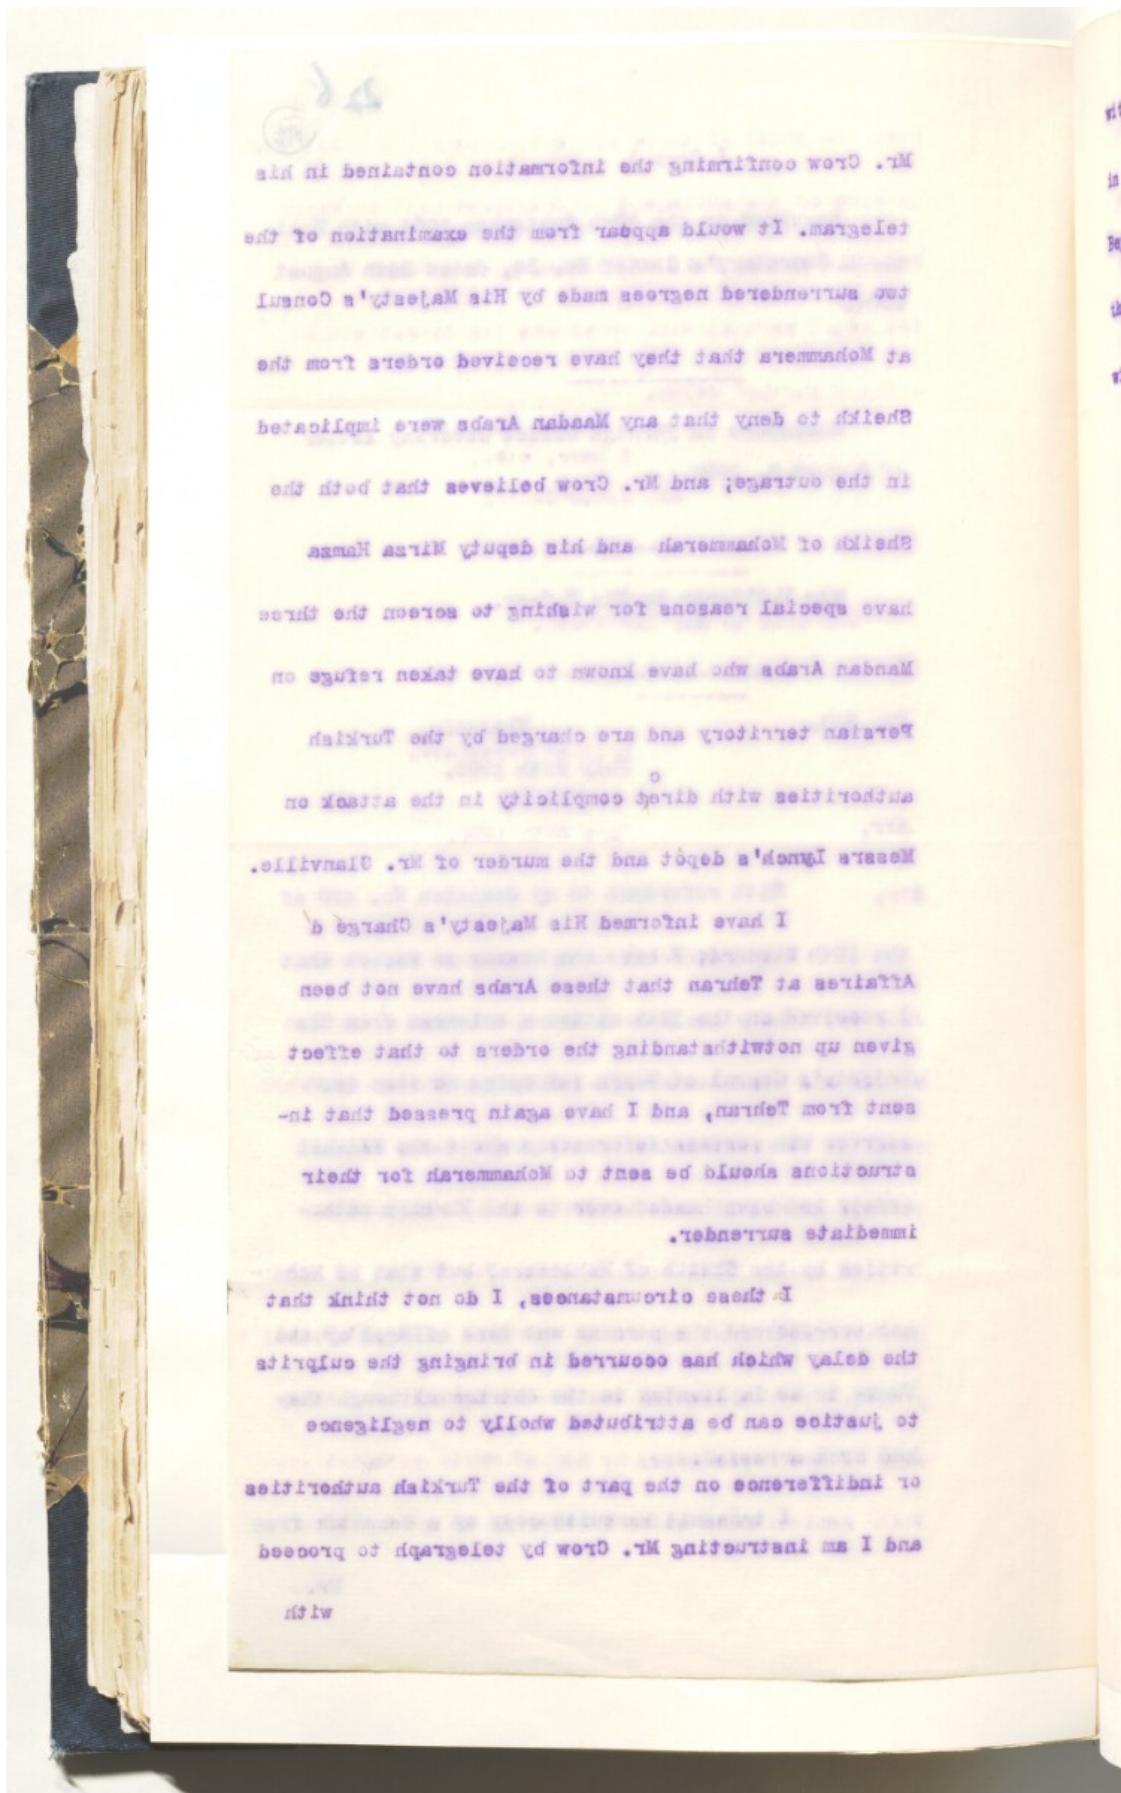 226
Mr. Crow confirming the information contained in his
telegram. It would appear from the examination of the
two surrendered negroes made by His Majesty's Consul
at Mohammera that they have received orders from the
Sheikh to deny that any Maadan Arabs were implicated
in the outrage; and Mr. Crow believes that both the
Sheikh of Mohammerah and his deputy Mirza Hamza
have special reasons for wishing to screen the three
Mandan Arabs who have known to have taken refuge on
Persian territory and are charged by the Turkish
authorities with direct complicity in the attack on
Messrs Lynch's depôt and the murder of Mr. Glanville.
I have informed His Majesty's Chargé d
Affaires at Tehran that these Arabs have not been
given up notwithstanding the orders to that effect
sent from Tehran, and I have again pressed that in-
structions should be sent to Mohammerah for their
immediate surrender.
I these circumstances, I do not think that
the delay which has occurred in bringing the culprits
to justice can be attributed wholly to negligence
or indifference on the part of the Turkish authorities
and I am instructing Mr. Crow by telegraph to proceed
with